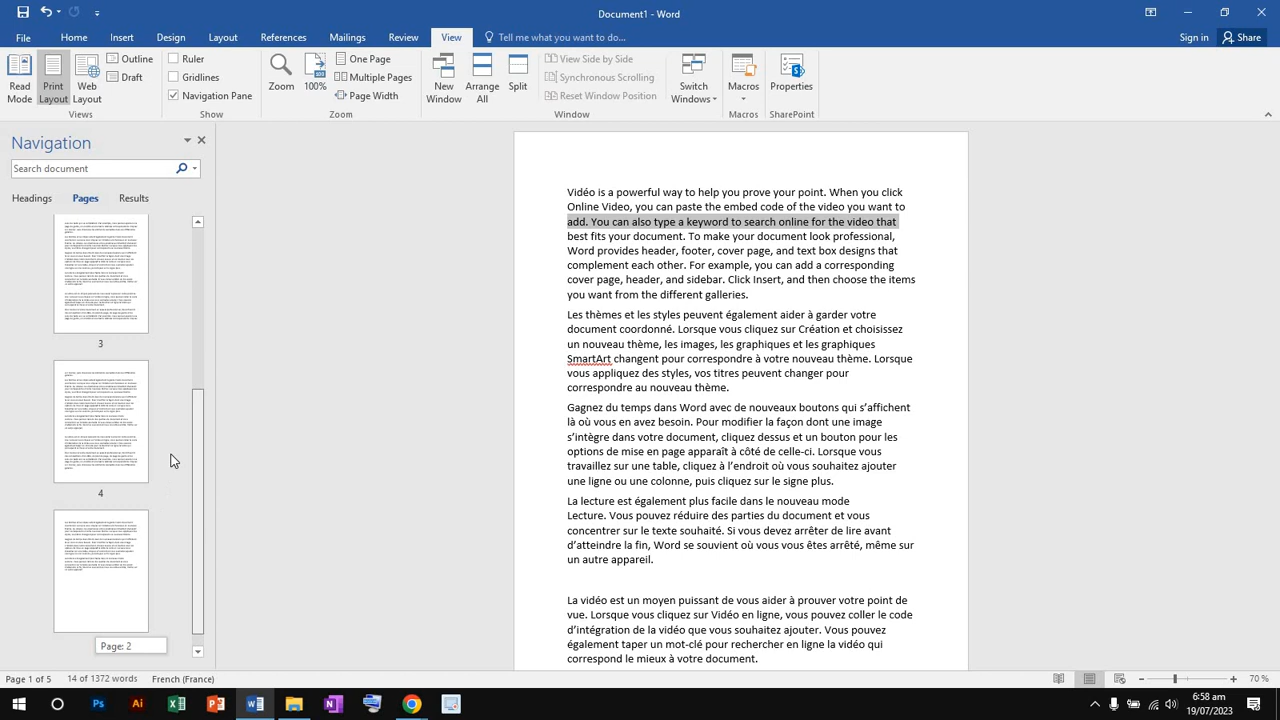 Document1 - Word
File
Home
Insert
Design
Layout
References
Mailings
Review
View
Tell me what you want to do...
Sign in
Share
Read Mode
Print Layout
Web Layout
Outline
Draft
Views
Ruler
Gridlines
Navigation Pane
Show
Zoom
100%
One Page
Multiple Pages
Page Width
Zoom
New Window
Arrange All
Split
View Side by Side
Synchronous Scrolling
Reset Window Position
Window
Switch Windows
Macros
Macros
Properties
SharePoint
Navigation
Search document
Headings
Pages
Results
3
4
Page: 2
Vidéo is a powerful way to help you prove your point. When you click
Online Video, you can paste the embed code of the video you want to
add. You can also type a keyword to search online for the video that
best fits your document. To make your document look professional,
Word provides header, footer, cover page, and text box designs that
complement each other. For example, you can add a corresponding
cover page, header, and sidebar. Click Insert, and then choose the items
you want from the different galleries.
Les thèmes et les styles peuvent également aider à garder votre
document coordonné. Lorsque vous cliquez sur Création et choisissez
un nouveau thème, les images, les graphiques et les graphiques
SmartArt changent pour correspondre à votre nouveau thème. Lorsque
vous appliquez des styles, vos titres peuvent changer pour
correspondre au nouveau thème.
Gagnez du temps dans Word avec de nouveaux boutons qui s’affichent
là où vous en avez besoin. Pour modifier la façon dont une image
s’intègre dans votre document, cliquez dessus et un bouton pour les
options de mise en page apparaît à côté de celle-ci. Lorsque vous
travaillez sur une table, cliquez à l’endroit où vous souhaitez ajouter
une ligne ou une colonne, puis cliquez sur le signe plus.
La lecture est également plus facile dans le nouveau mode
Lecture. Vous pouvez réduire des parties du document et vous
concentrer sur le texte souhaité. Si vous devez arrêter de lire avant
d’atteindre la fin, Word se souvient où vous vous êtes arrêté, même sur
un autre appareil.
La vidéo est un moyen puissant de vous aider à prouver votre point de
vue. Lorsque vous cliquez sur Vidéo en ligne, vous pouvez coller le code
d’intégration de la vidéo que vous souhaitez ajouter. Vous pouvez
également taper un mot-clé pour rechercher en ligne la vidéo qui
correspond le mieux à votre document.
Page 1 of 5
14 of 1372 words
French (France)
70 %
6:58 am
19/07/2023